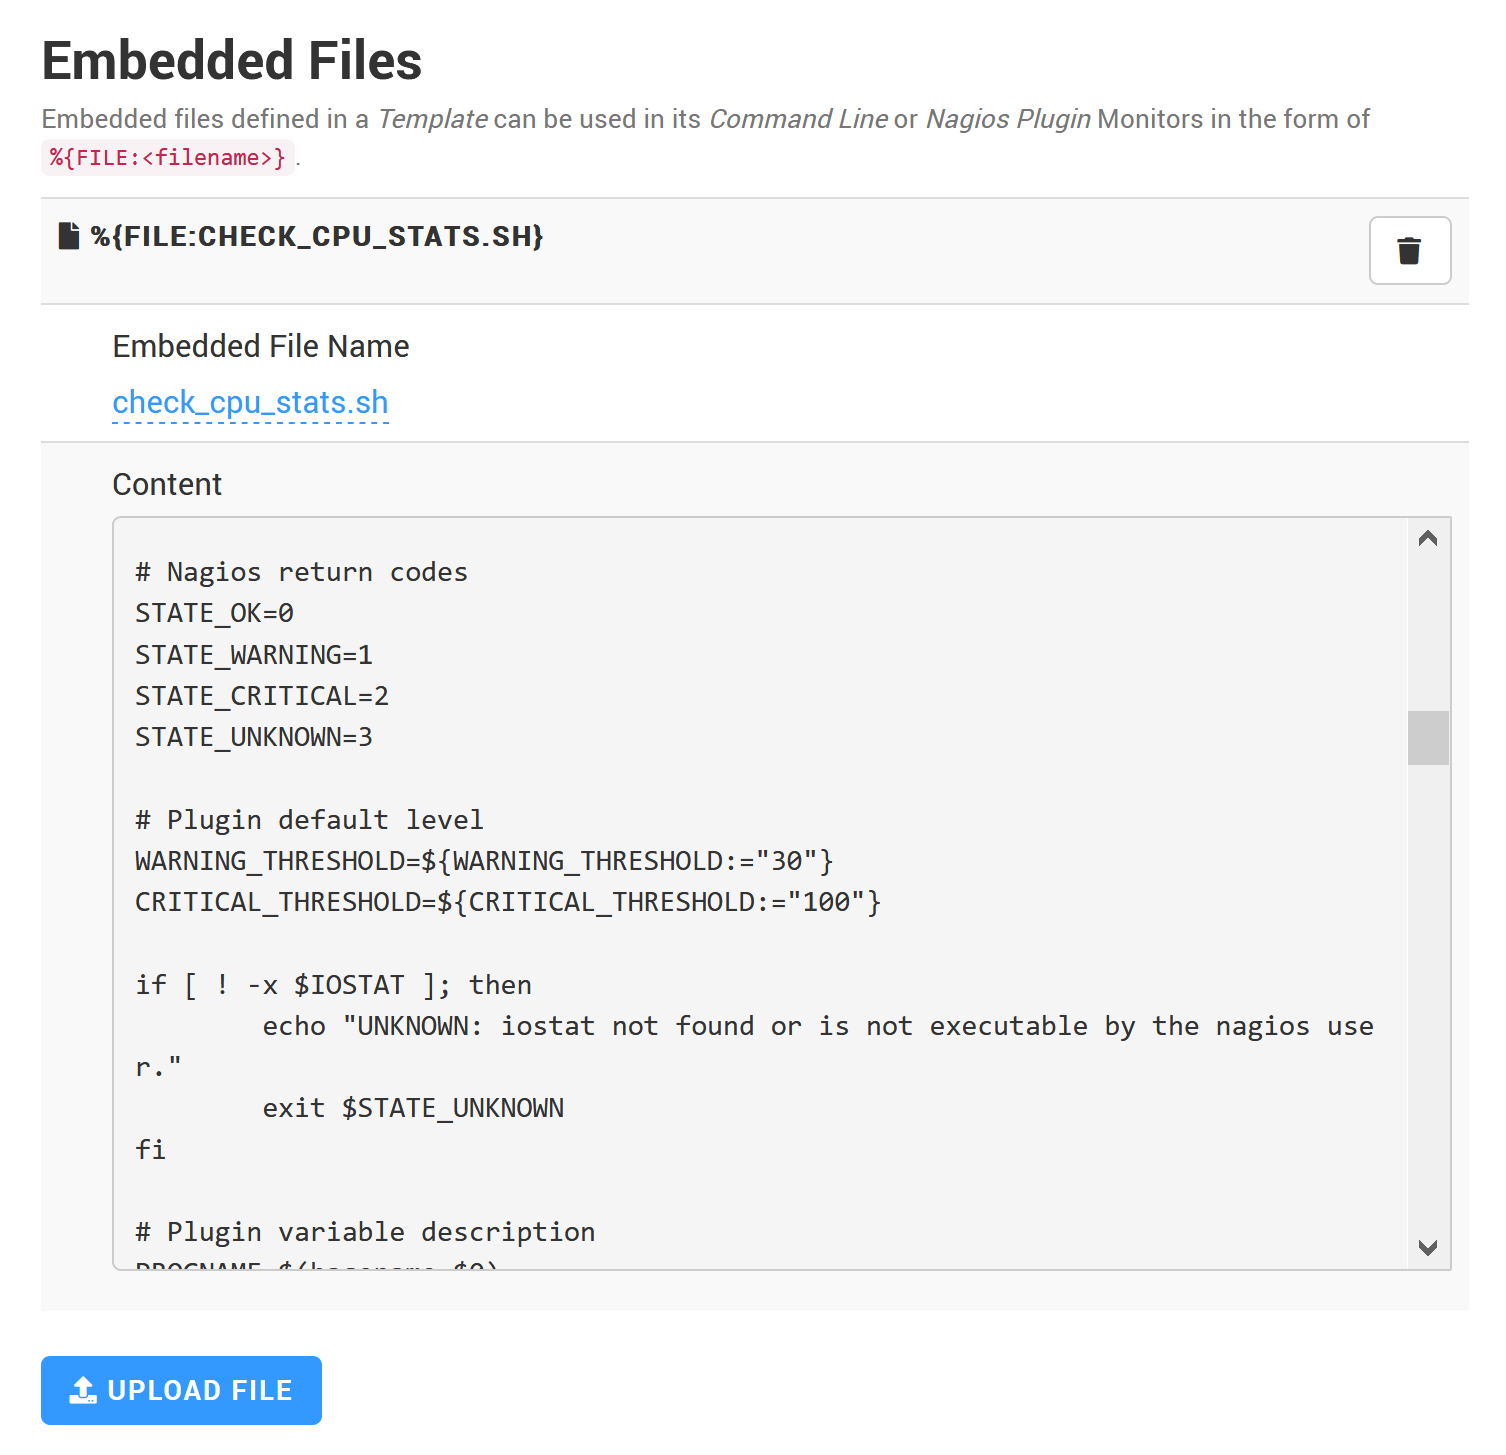 Embedded Files
Embedded files defined in a Template can be used in its Command Line or Nagios Plugin Monitors in the form of
%{FILE:<filename>}.
%{FILE:CHECK_CPU_STATS.SH}
Embedded File Name
check_cpu_stats.sh
Content
# Nagios return codes
STATE_OK=0
STATE_WARNING=1
STATE_CRITICAL=2
STATE_UNKNOWN=3
# Plugin default level
WARNING_THRESHOLD=${WARNING_THRESHOLD:="30"}
CRITICAL_THRESHOLD=${CRITICAL_THRESHOLD:="100"}
if [ ! -x $IOSTAT ]; then
echo "UNKNOWN: iostat not found or is not executable by the nagios use
r."
exit $STATE_UNKNOWN
fi
# Plugin variable description
PROGNAME=$(basename $0)
UPLOAD FILE